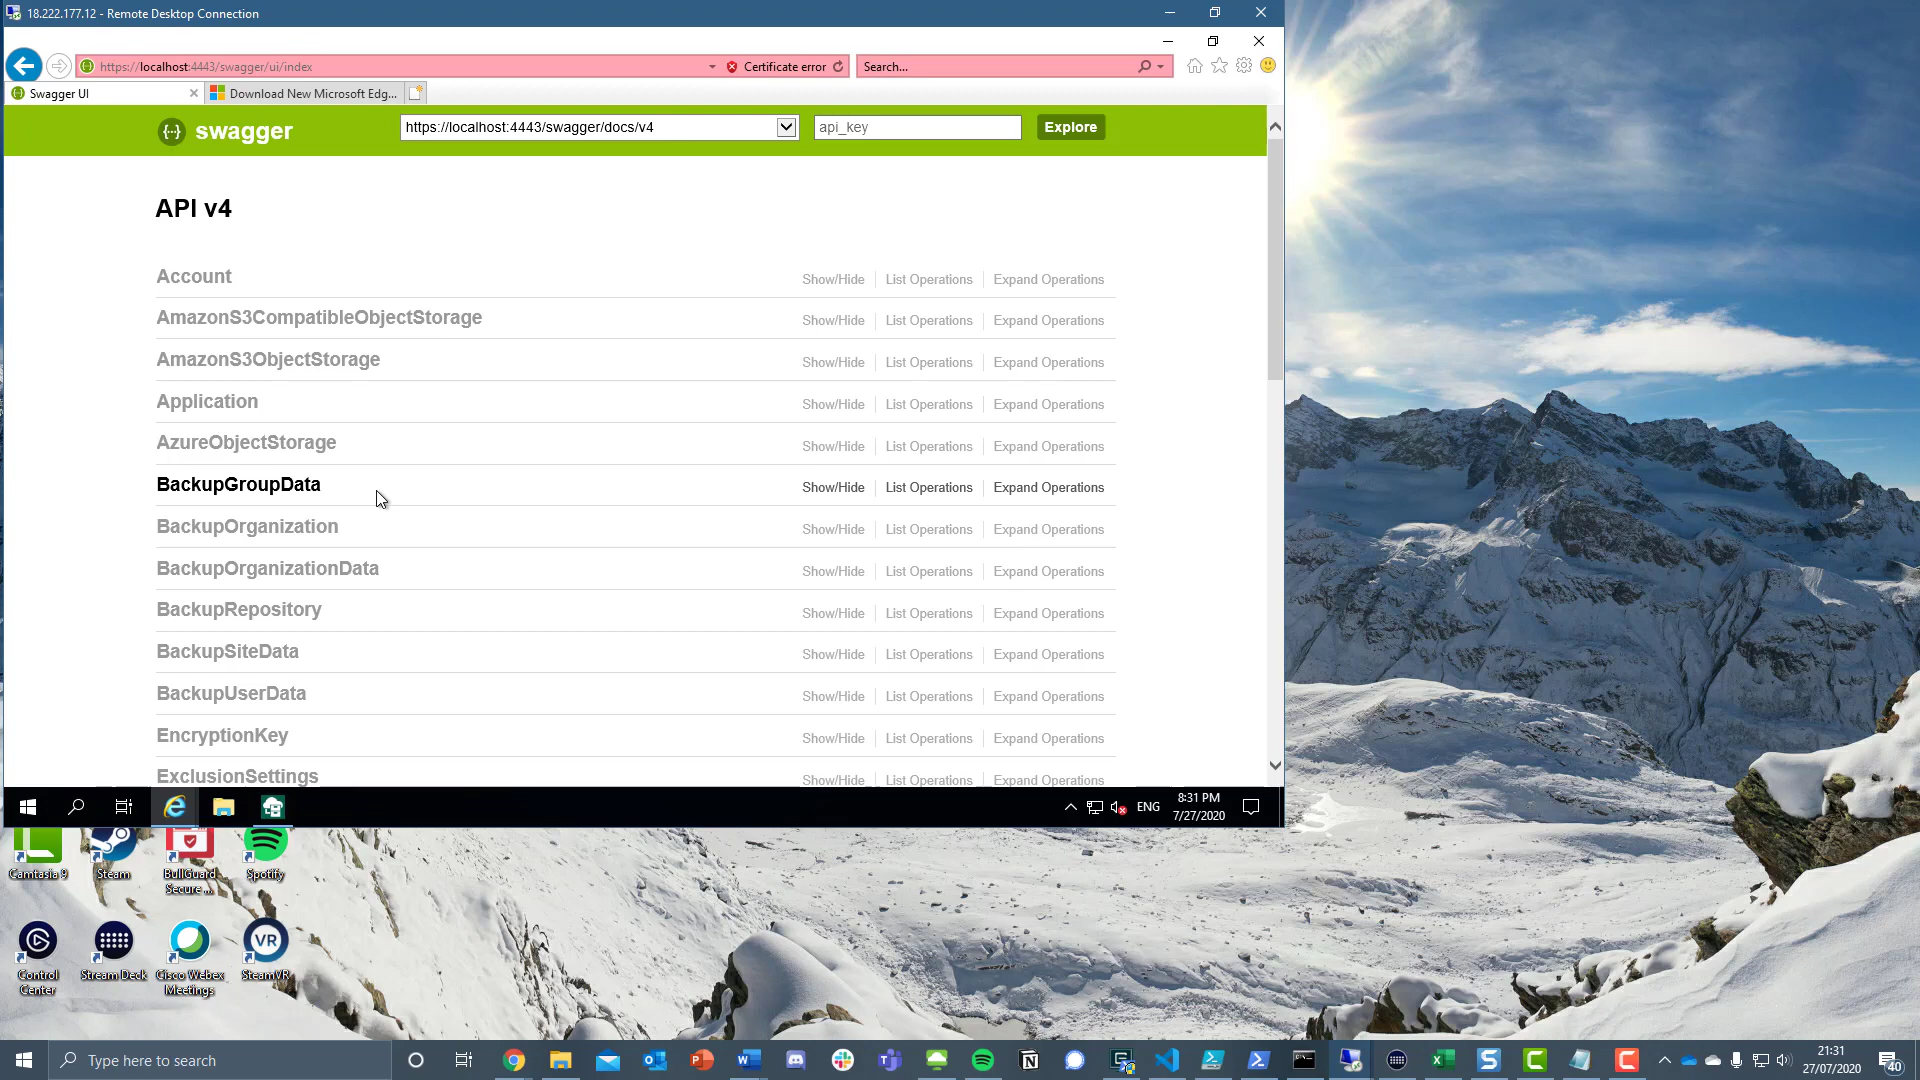 18.222.177.12 - Remote Desktop Connection
https://localhost:4443/swagger/ui/index
Certificate error
Search...
Swagger UI
Download New Microsoft Edg...
swagger
https://localhost:4443/swagger/docs/v4
api_key
Explore
API v4
Account Show/Hide List Operations Expand Operations
AmazonS3CompatibleObjectStorage Show/Hide List Operations Expand Operations
AmazonS3ObjectStorage Show/Hide List Operations Expand Operations
Application Show/Hide List Operations Expand Operations
AzureObjectStorage Show/Hide List Operations Expand Operations
BackupGroupData Show/Hide List Operations Expand Operations
BackupOrganization Show/Hide List Operations Expand Operations
BackupOrganizationData Show/Hide List Operations Expand Operations
BackupRepository Show/Hide List Operations Expand Operations
BackupSiteData Show/Hide List Operations Expand Operations
BackupUserData Show/Hide List Operations Expand Operations
EncryptionKey Show/Hide List Operations Expand Operations
ExclusionSettings Show/Hide List Operations Expand Operations
ENG
8:31 PM
7/27/2020
Camtasia 9
Steam
BullGuard
Secure ...
Spotify
Control
Center
Stream Deck
Cisco Webex
Meetings
VR
SteamVR
Type here to search
21:31
27/07/2020
40